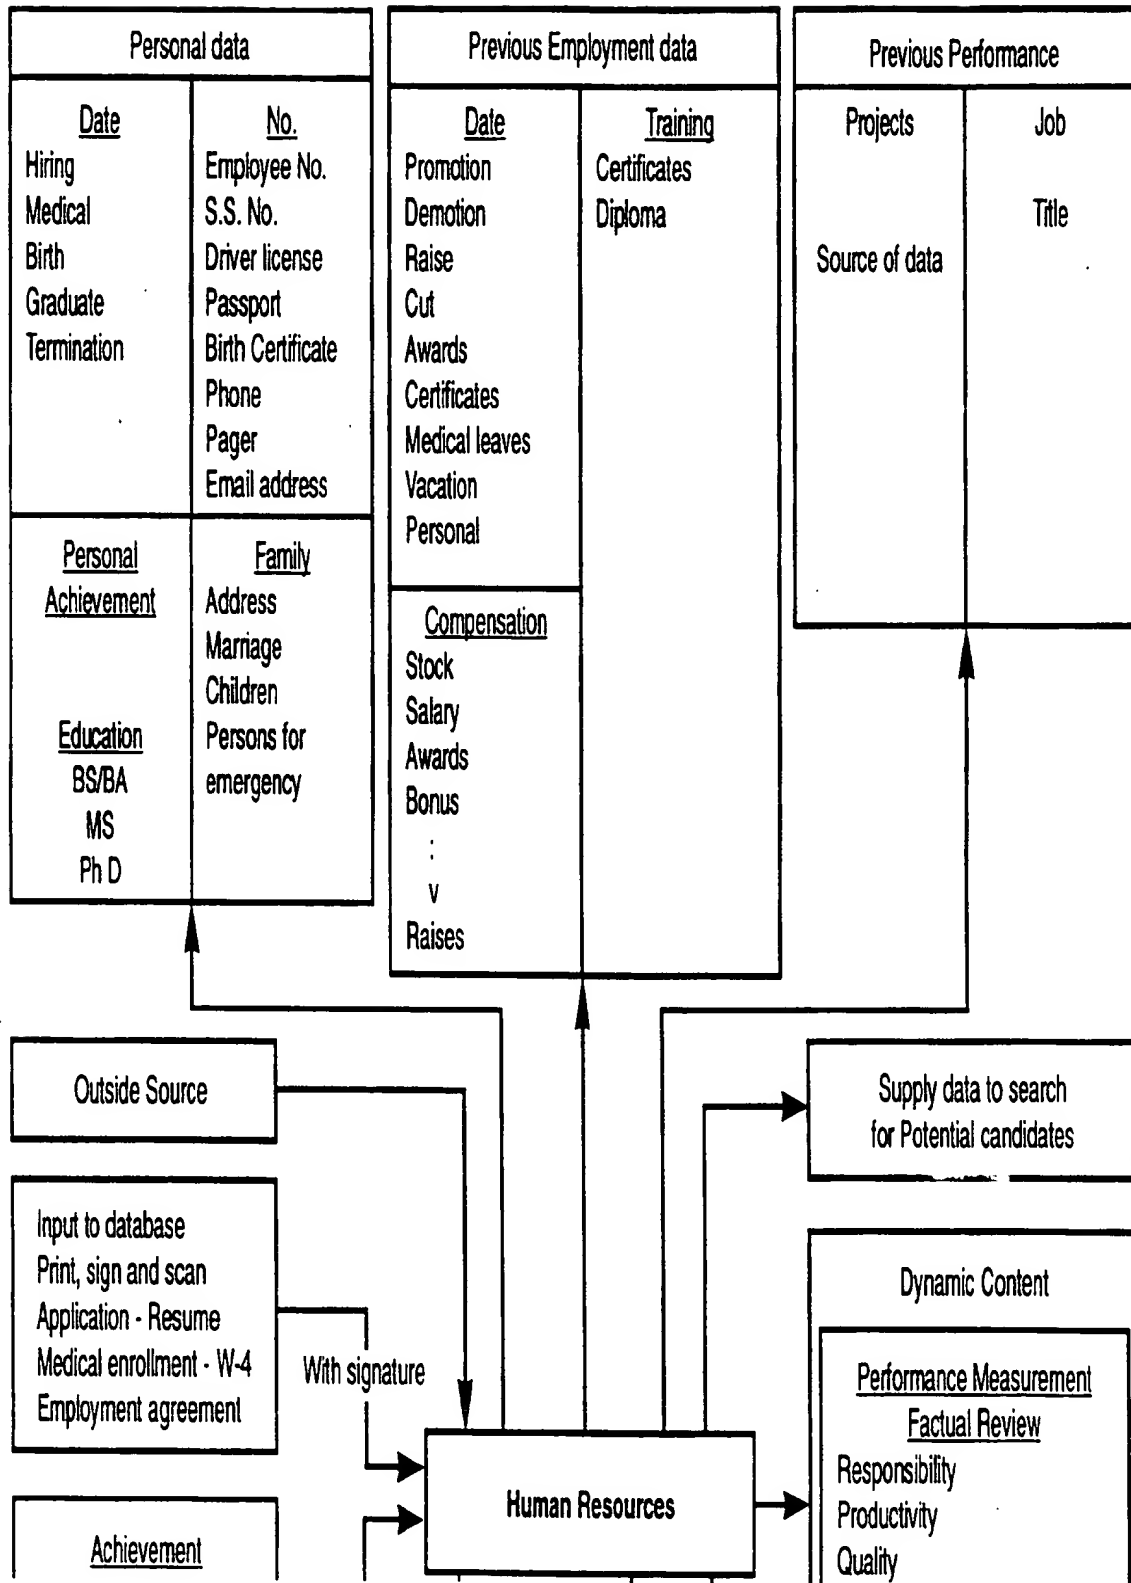 Personal data
Date
Hiring
Medical
Birth
Graduate
Termination
No.
Employee No.
S.S. No.
Driver license
Passport
Birth Certificate
Phone
Pager
Email address
Personal
Achievement
Education
BS/BA
MS
Ph D
Family
Address
Marriage
Children
Persons for
emergency
Previous Employment data
Date
Promotion
Demotion
Raise
Cut
Awards
Certificates
Medical leaves
Vacation
Personal
Training
Certificates
Diploma
Compensation
Stock
Salary
Awards
Bonus
:
v
Raises
Previous Performance
Projects
Source of data
Job
Title
Outside Source
Supply data to search
for Potential candidates
Input to database
Print, sign and scan
Application - Resume
Medical enrollment - W-4
Employment agreement
With signature
Human Resources
Dynamic Content
Performance Measurement
Factual Review
Responsibility
Productivity
Quality
Achievement